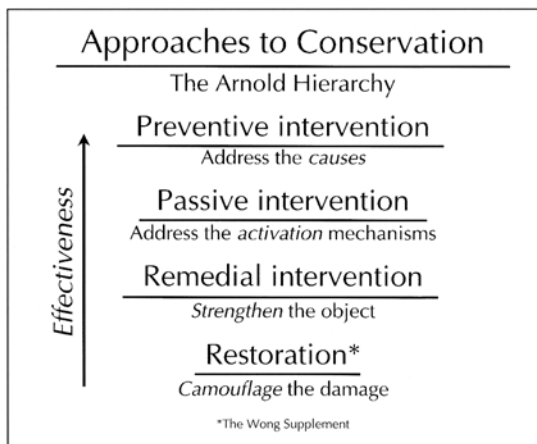 Approaches to Conservation
The Arnold Hierarchy
Preventive intervention
Address the causes
Passive intervention
Address the activation mechanisms
Remedial intervention
Strengthen the object
Restoration*
Camouflage the damage
*The Wong Supplement
Effectiveness